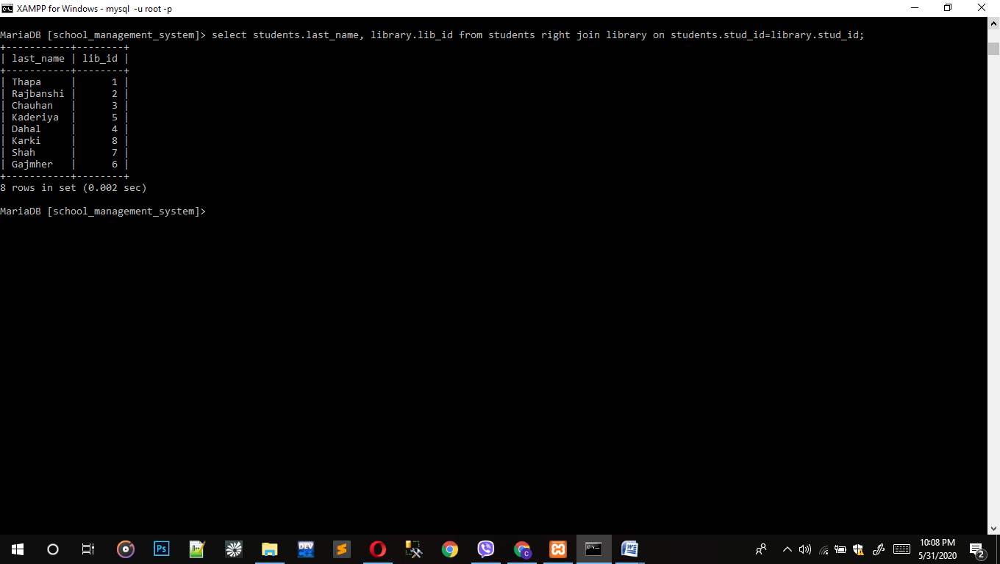 XAMPP for Windows - mysql  -u root -p
MariaDB [school_management_system]> select students.last_name, library.lib_id from students right join library on students.stud_id=library.stud_id;
+-----------+--------+
| last_name | lib_id |
+-----------+--------+
| Thapa     |      1 |
| Rajbanshi |      2 |
| Chauhan   |      3 |
| Kaderiya  |      5 |
| Dahal     |      4 |
| Karki     |      8 |
| Shah      |      7 |
| Gajmher   |      6 |
+-----------+--------+
8 rows in set (0.002 sec)
MariaDB [school_management_system]>
Ps
DEV
C
10:08 PM
5/31/2020
2